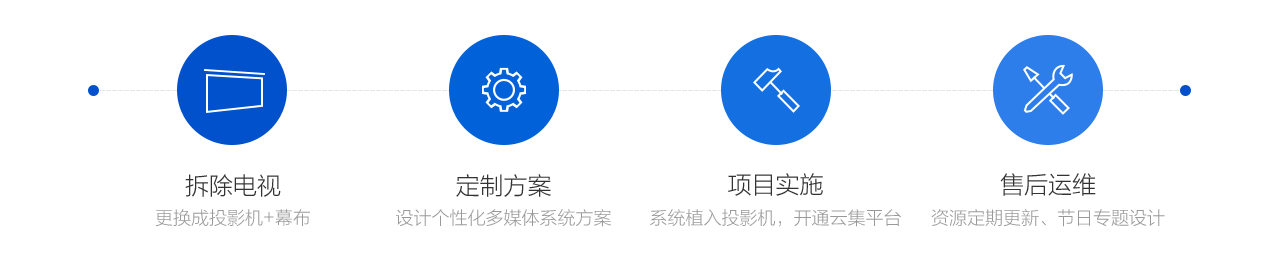 拆除电视
更换成投影机+幕布
定制方案
设计个性化多媒体系统方案
项目实施
系统植入投影机，开通云集平台
售后运维
资源定期更新、节日专题设计